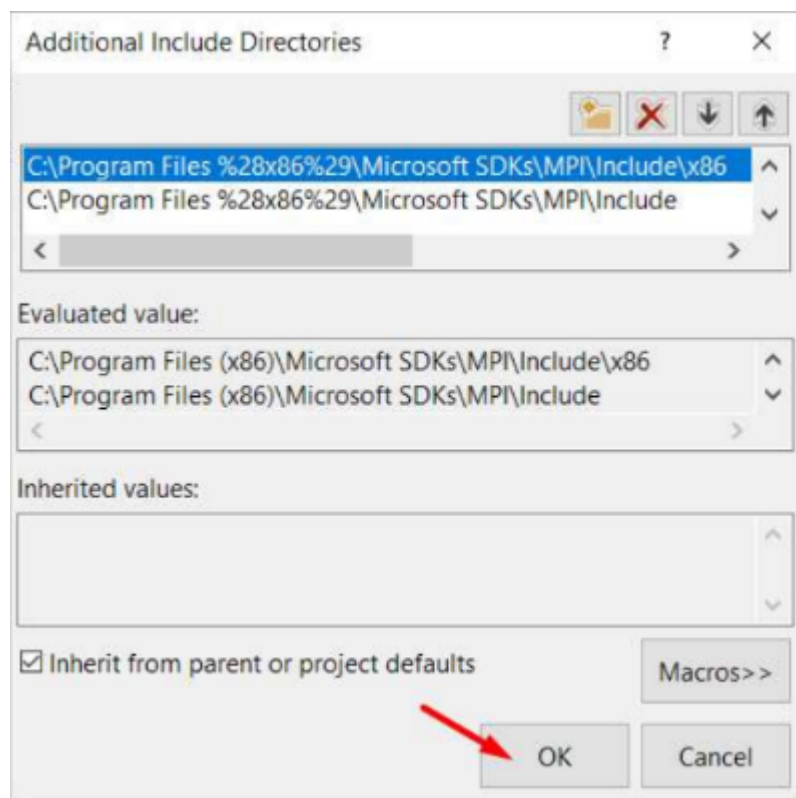 Additional Include Directories ?
C:\Program Files %28x86%29\Microsoft SDKs\MPI\Include\x86
C:\Program Files %28x86%29\Microsoft SDKs\MPI\Include
Evaluated value:
C:\Program Files (x86)\Microsoft SDKs\MPI\Include\x86
C:\Program Files (x86)\Microsoft SDKs\MPI\Include
Inherited values:
Inherit from parent or project defaults
Macros>>
OK Cancel